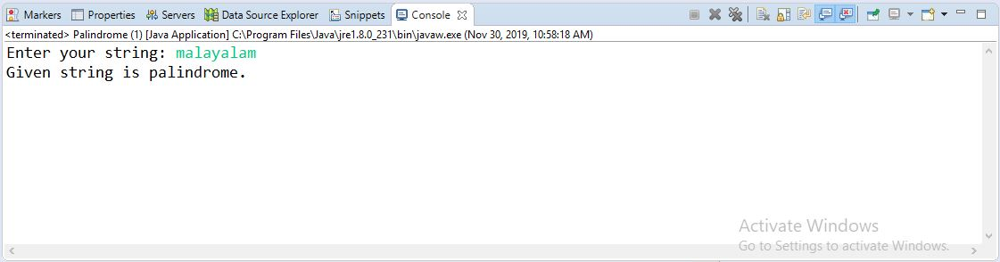 Markers Properties Servers Data Source Explorer Snippets Console
<terminated> Palindrome (1) [Java Application] C:\Program Files\Java\jre1.8.0_231\bin\javaw.exe (Nov 30, 2019, 10:58:18 AM)
Enter your string: malayalam
Given string is palindrome.
Activate Windows
Go to Settings to activate Windows.